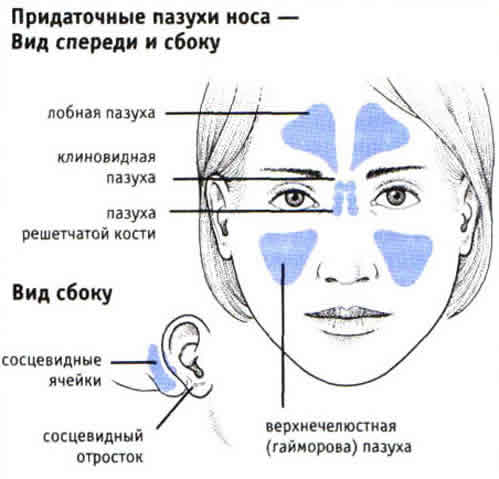 Придаточные пазухи носа —
Вид спереди и сбоку
лобная пазуха
клиновидная
пазуха
пазуха
решетчатой кости
Вид сбоку
сосцевидные
ячейки
сосцевидный
отросток
верхнечелюстная
(гайморова) пазуха